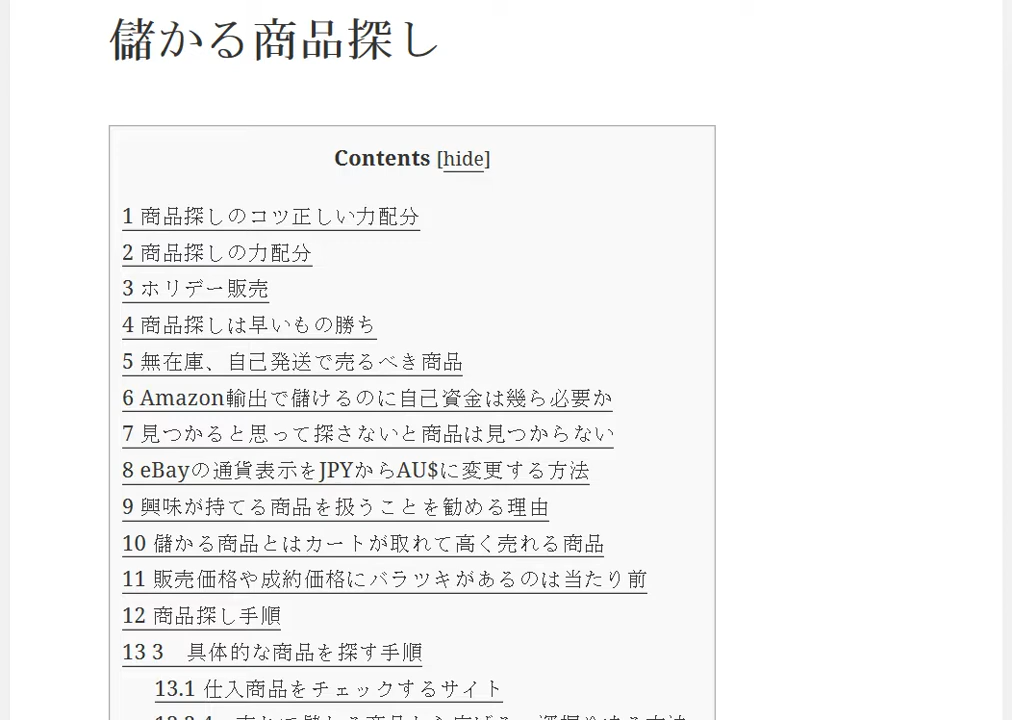 儲かる商品探し
Contents [hide]
1 商品探しのコツ正しい力配分
2 商品探しの力配分
3 ホリデー販売
4 商品探しは早いもの勝ち
5 無在庫、自己発送で売るべき商品
6 Amazon輸出で儲けるのに自己資金は幾ら必要か
7 見つかると思って探さないと商品は見つからない
8 eBayの通貨表示をJPYからAU$に変更する方法
9 興味が持てる商品を扱うことを勧める理由
10 儲かる商品とはカートが取れて高く売れる商品
11 販売価格や成約価格にバラツキがあるのは当たり前
12 商品探し手順
13 3　具体的な商品を探す手順
13.1 仕入商品をチェックするサイト